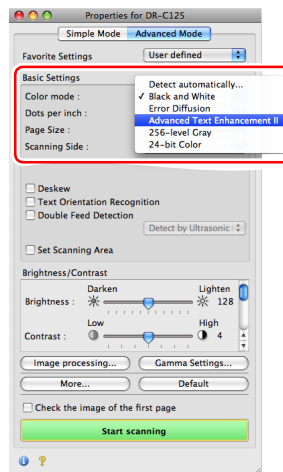 Properties for DR-C125
Simple Mode Advanced Mode
Favorite Settings User defined
Basic Settings
Detect automatically...
Color mode : ✓ Black and White
Error Diffusion
Dots per inch : Advanced Text Enhancement II
Page Size : 256-level Gray
Scanning Side : 24-bit Color
Deskew
Text Orientation Recognition
Double Feed Detection
Detect by Ultrasonic
Set Scanning Area
Brightness/Contrast
Darken Lighten
Brightness : 128
Low High
Contrast : 4
Image processing... Gamma Settings...
More... Default
Check the image of the first page
Start scanning